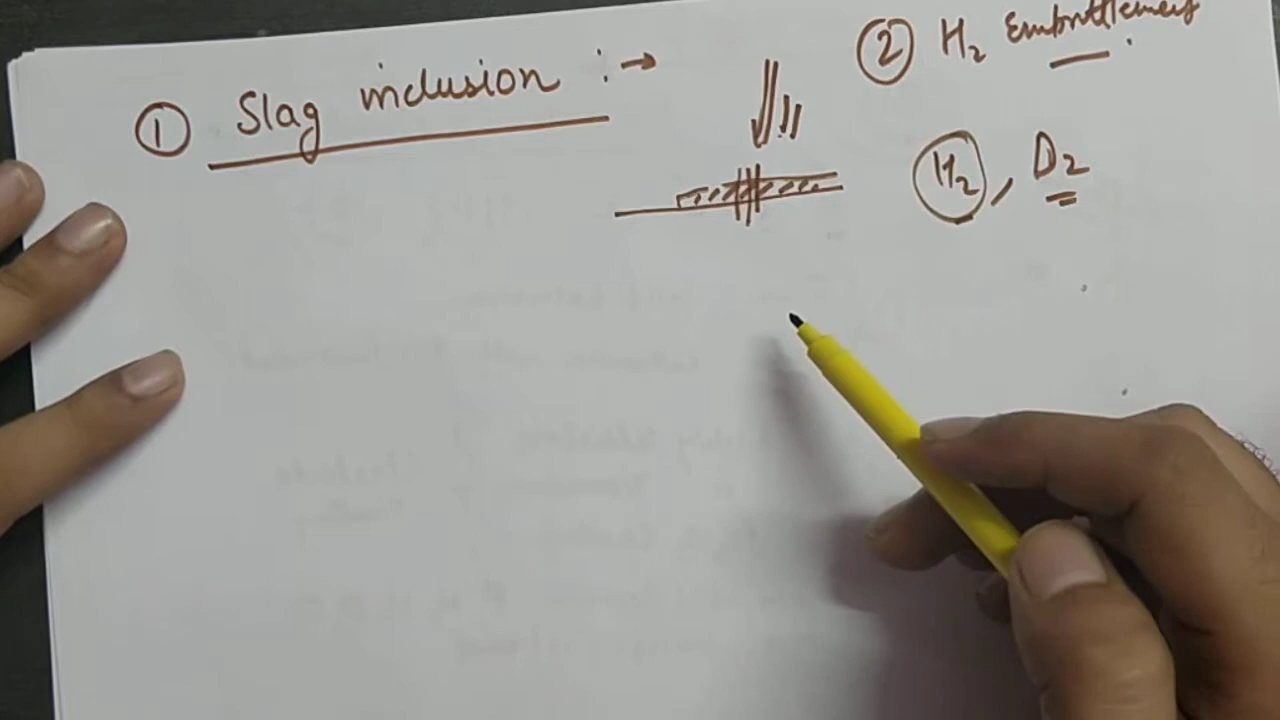 ① Slag inclusion :→
② H₂ Embrittlement
H₂, D₂